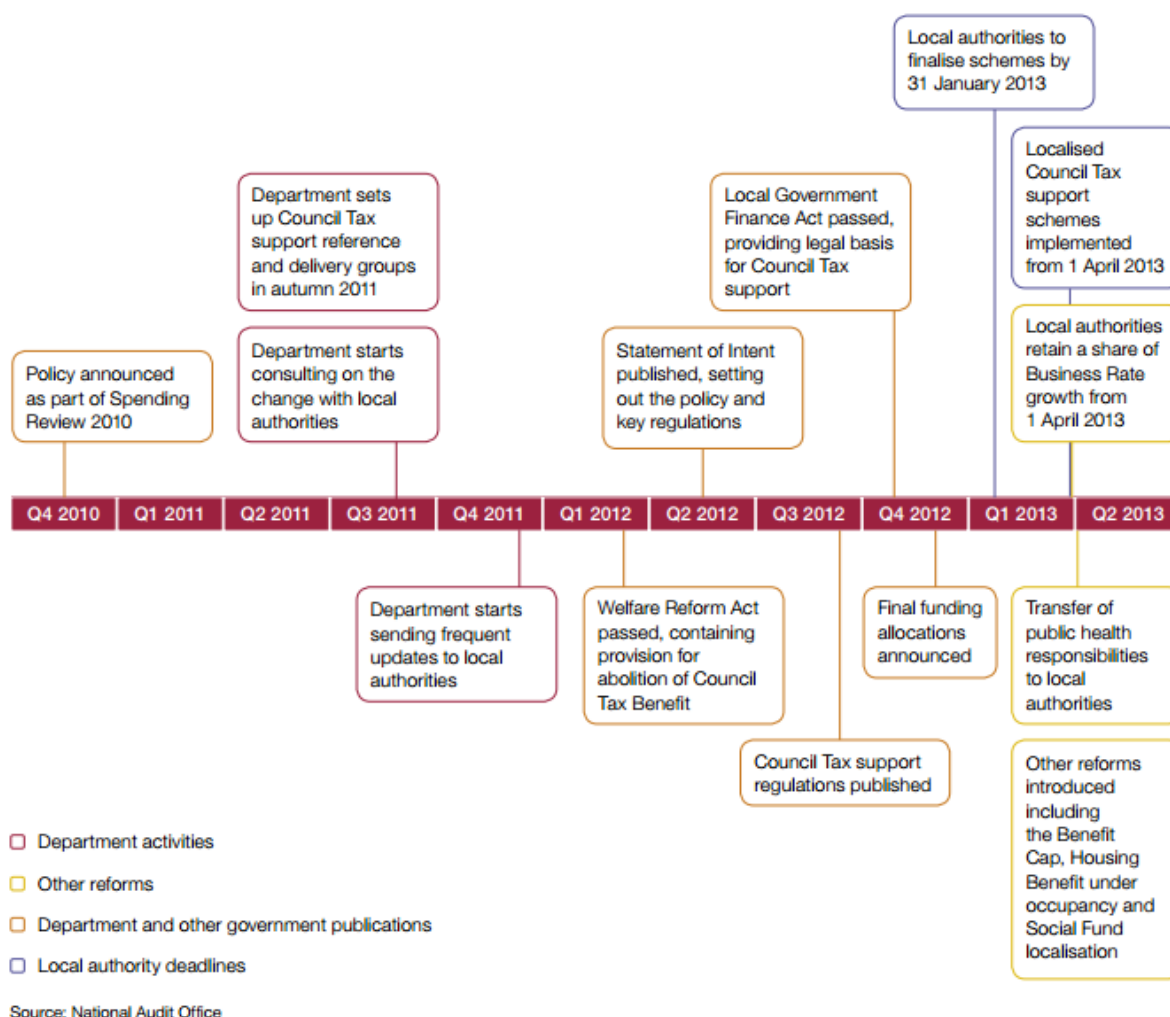 Local authorities to
finalise schemes by
31 January 2013
Localised
Council Tax
support
schemes
implemented
from 1 April 2013
Department sets
up Council Tax
support reference
and delivery groups
in autumn 2011
Local Government
Finance Act passed,
providing legal basis
for Council Tax
support
Policy announced
as part of Spending
Review 2010
Department starts
consulting on the
change with local
authorities
Statement of Intent
published, setting
out the policy and
key regulations
Local authorities
retain a share of
Business Rate
growth from
1 April 2013
Q4 2010 Q1 2011 Q2 2011 Q3 2011 Q4 2011 Q1 2012 Q2 2012 Q3 2012 Q4 2012 Q1 2013 Q2 2013
Department starts
sending frequent
updates to local
authorities
Welfare Reform Act
passed, containing
provision for
abolition of Council
Tax Benefit
Final funding
allocations
announced
Transfer of
public health
responsibilities
to local
authorities
Council Tax support
regulations published
Other reforms
introduced
including
the Benefit
Cap, Housing
Benefit under
occupancy and
Social Fund
localisation
Department activities
Other reforms
Department and other government publications
Local authority deadlines
Source: National Audit Office